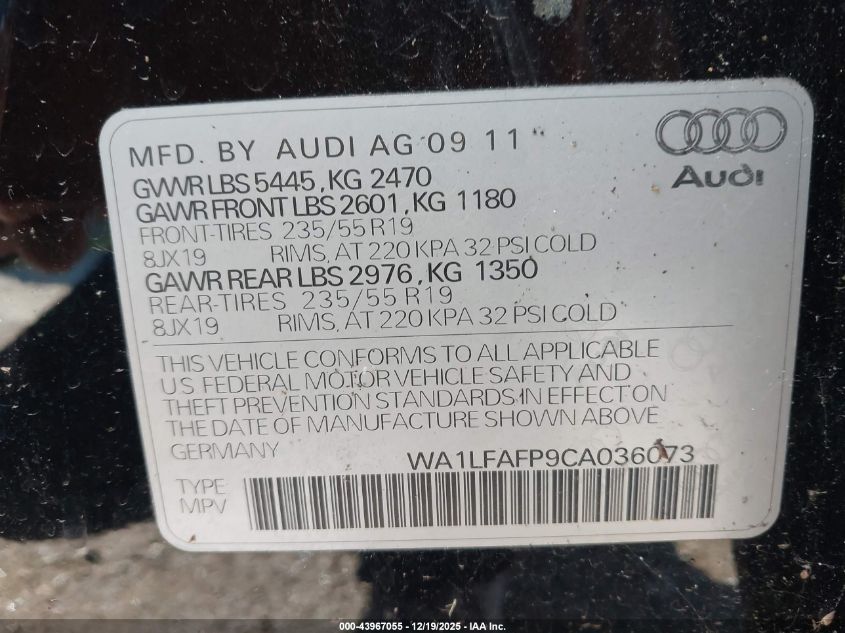 MFD. BY AUDI AG 09 11
Audi
GVWR LBS 5445, KG 2470
GAWR FRONT LBS 2601, KG 1180
FRONT-TIRES 235/55 R19
8JX19 RIMS, AT 220 KPA 32 PSI COLD
GAWR REAR LBS 2976, KG 1350
REAR-TIRES 235/55 R19
8JX19 RIMS, AT 220 KPA 32 PSI COLD
THIS VEHICLE CONFORMS TO ALL APPLICABLE
US FEDERAL MOTOR VEHICLE SAFETY AND
THEFT PREVENTION STANDARDS IN EFFECT ON
THE DATE OF MANUFACTURE SHOWN ABOVE
GERMANY WA1LFAFP9CA036073
TYPE
MPV
000-43967055 - 12/19/2025 - IAA Inc.